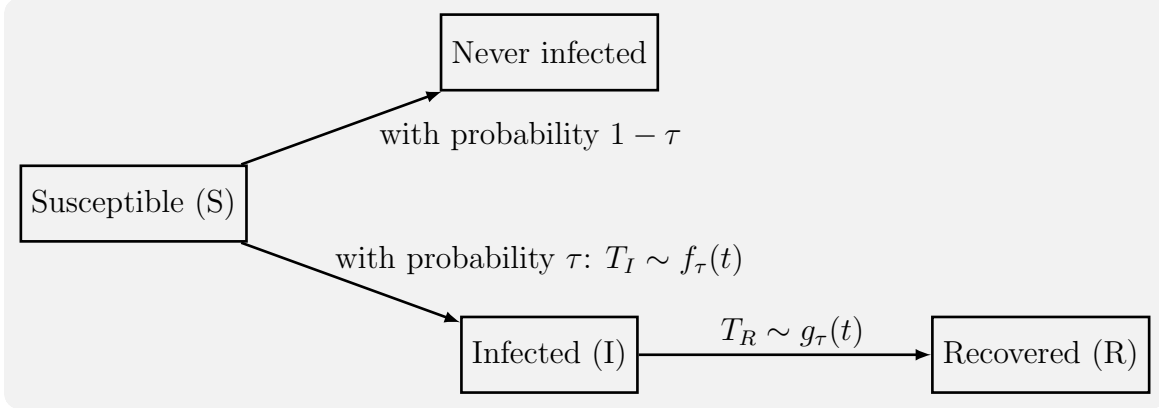 Never infected
with probability 1 − τ
Susceptible (S)
with probability τ: T_I ∼ f_τ(t)
T_R ∼ g_τ(t)
Infected (I)
Recovered (R)